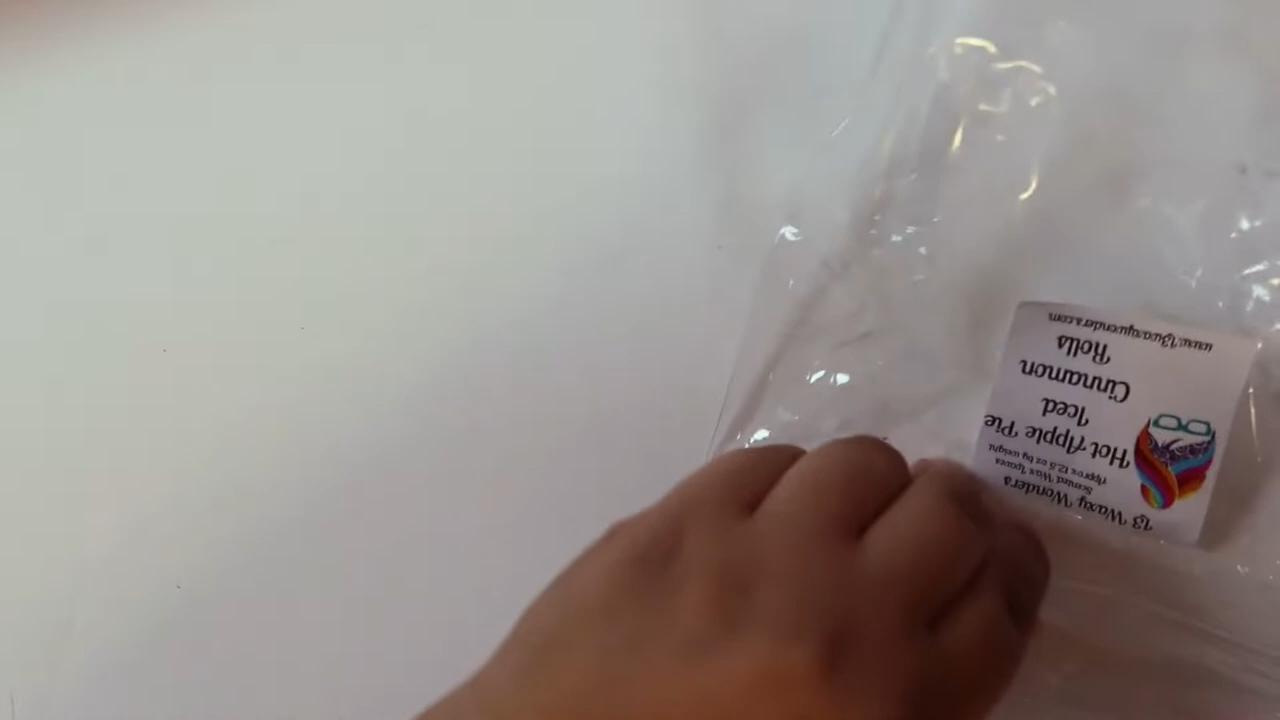 13 Waxy Wonders
Scented Wax Loaves
Approx 12.5 oz by weight
Hot Apple Pie
Iced
Cinnamon
Rolls
www.13waxywonders.com